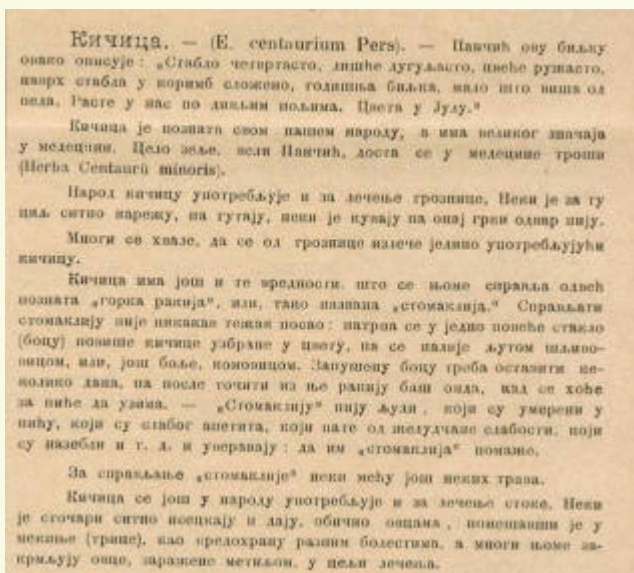 Кичица. — (E. centaurium Pers). — Панчић ову биљку
овако описује: „Стабло четвртасто, лишће дугуљасто, цвеће ружасто,
наврх стабла у коримб сложено, годишња биљка, мало што виша од
педа. Расте у нас по дивљим пољима. Цвета у Јулу.“
Кичица је позната свом нашем народу, а има великог значаја
у медецини. Цело зеље, вели Панчић, доста се у медецине троши
(Herba Centaurii minoris).
Народ кичицу употребљује и за лечење грознице. Неки је за ту
циљ ситно нарежу, па гутају, неки је кувају па онај грки одвар пију.
Многи се хвале, да се од грознице излече једино употребљујући
кичицу.
Кичица има још и те вредности што се њоме справља одвећ
позната „горка ракија“, или, тако названа „стомаклија.“ Справљати
стомаклију није никакав тежак посао: натрпа се у једно повеће стакло
(боцу) повише кичице узбране у цвету, па се налије љутом шљиво-
вицом, или, још боље, комовицом. Запушену боцу треба оставити не-
колико дана, па после точити из ње ракију баш онда, кад се хоће
за пиће да узима. — „Стомаклију“ пију људи, који су умерени у
пићу, који су слабог апетита, који пате од желудчане слабости, који
су назебли и т. д. и уверавају: да им „стомаклија“ помаже.
За справљање „стомаклије“ неки мећу још неких трава.
Кичица се још у народу употребљује и за лечење стоке. Неки
је сточари ситно исецкају и дају, обично овцама, помешавши је у
мекиње (трице), као предохрану разним болестима, а многи њоме за-
крмљују овце, заражене метиљом, у цељи лечења.